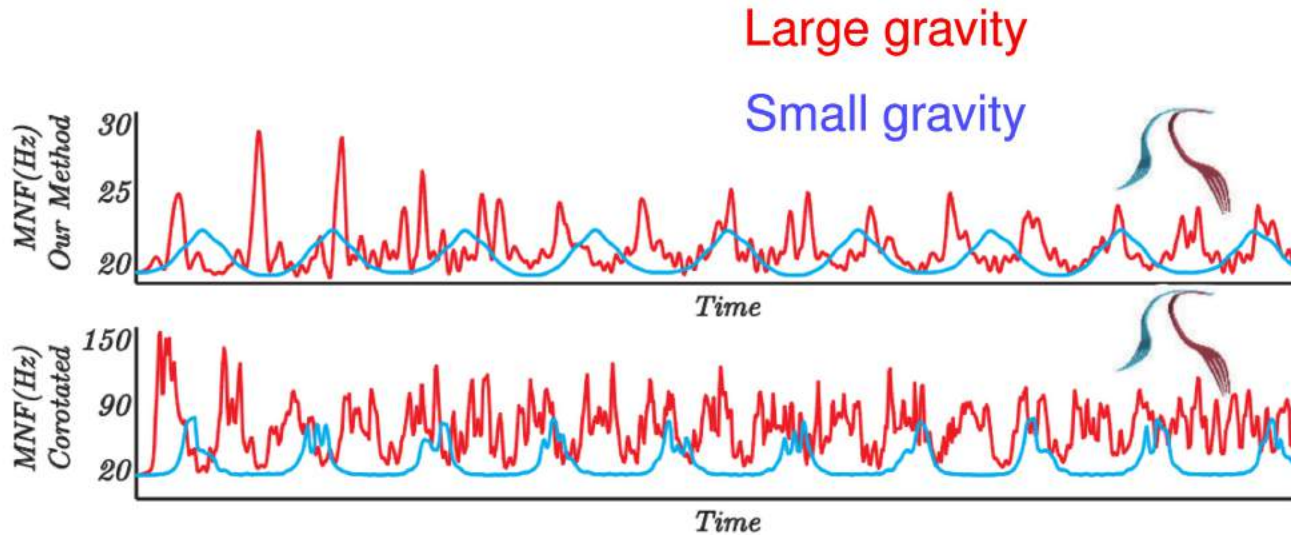 Large gravity
Small gravity
MNF(Hz)
Our Method
30
25
20
Time
MNF(Hz)
Corotated
150
90
20
Time